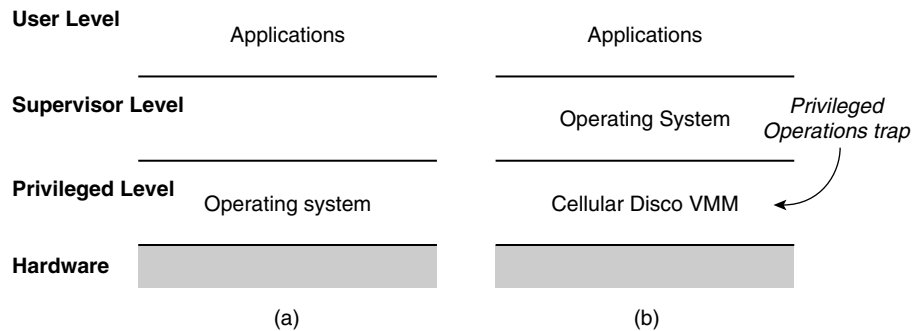 User Level
Applications
Applications
Supervisor Level
Operating System
Privileged
Operations trap
Privileged Level
Operating system
Cellular Disco VMM
Hardware
(a)
(b)